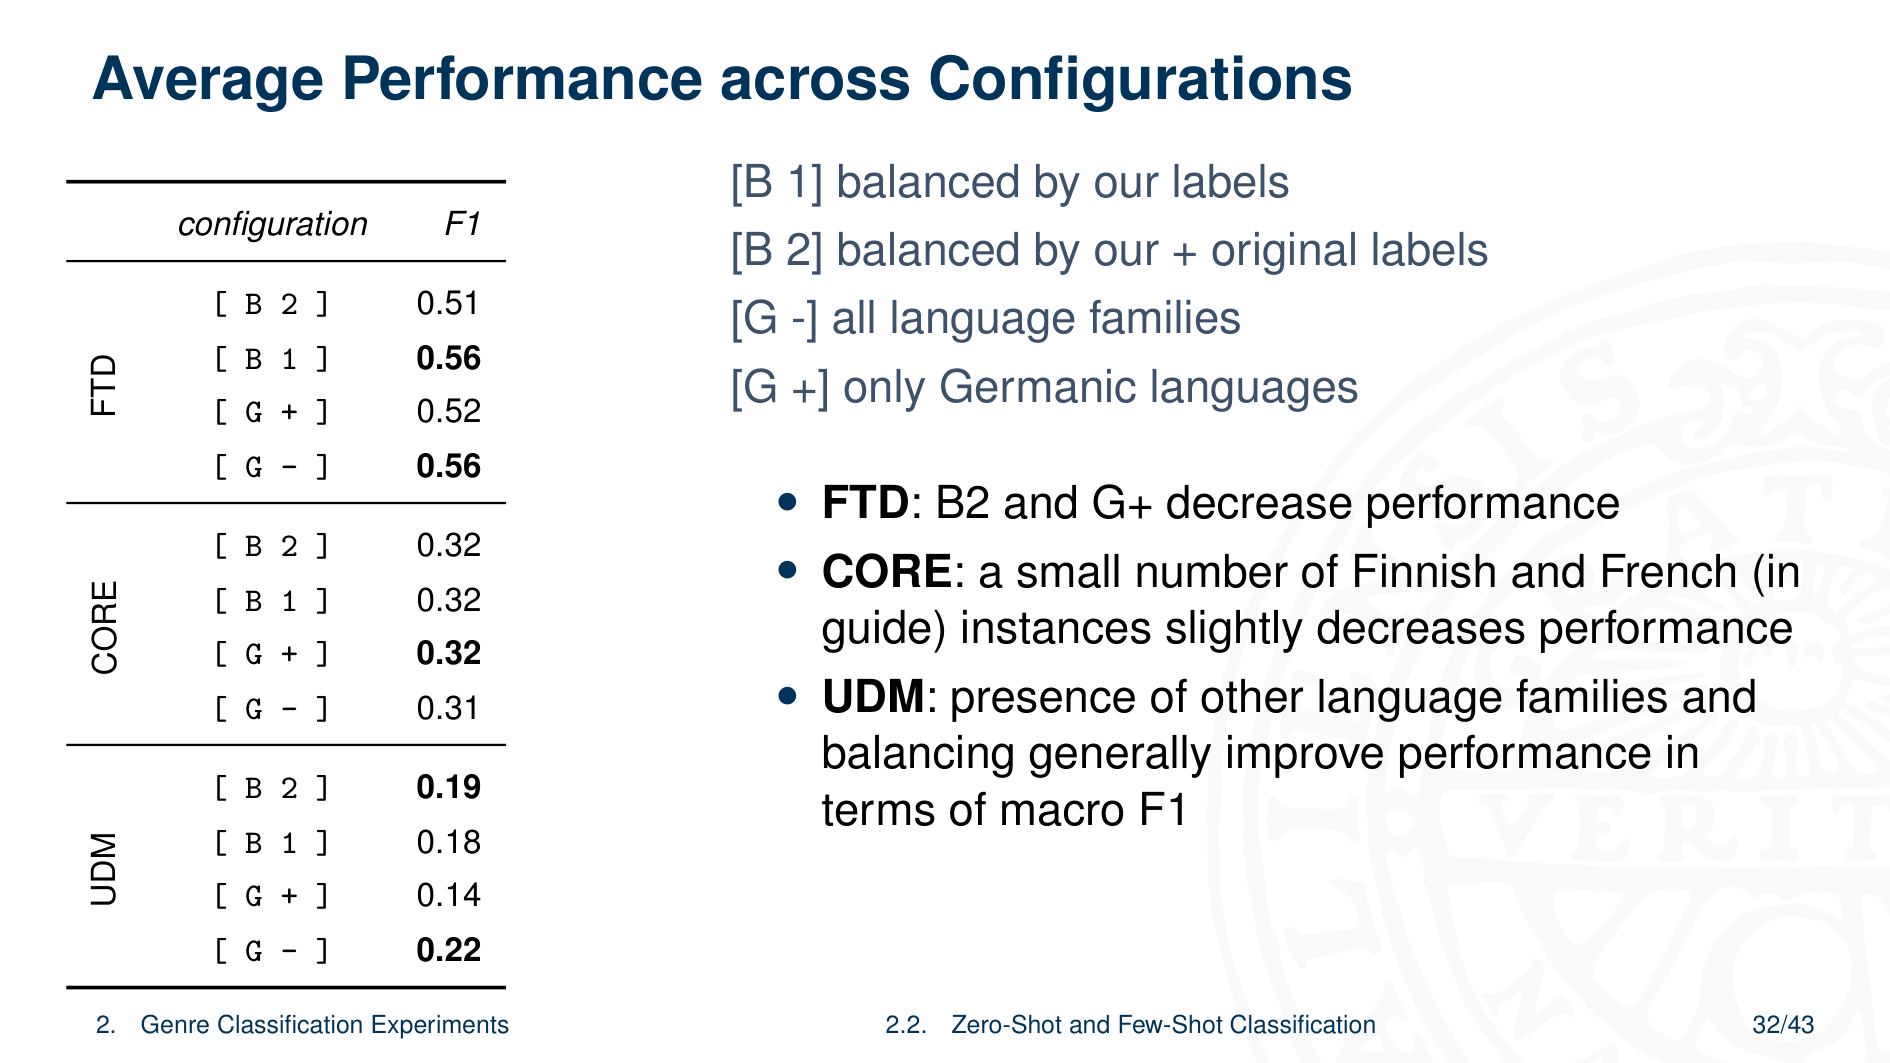 Average Performance across Configurations
configuration F1
FTD
[ B 2 ] 0.51
[ B 1 ] 0.56
[ G + ] 0.52
[ G - ] 0.56
CORE
[ B 2 ] 0.32
[ B 1 ] 0.32
[ G + ] 0.32
[ G - ] 0.31
UDM
[ B 2 ] 0.19
[ B 1 ] 0.18
[ G + ] 0.14
[ G - ] 0.22
[B 1] balanced by our labels
[B 2] balanced by our + original labels
[G -] all language families
[G +] only Germanic languages
• FTD: B2 and G+ decrease performance
• CORE: a small number of Finnish and French (in
guide) instances slightly decreases performance
• UDM: presence of other language families and
balancing generally improve performance in
terms of macro F1
2. Genre Classification Experiments
2.2. Zero-Shot and Few-Shot Classification
32/43